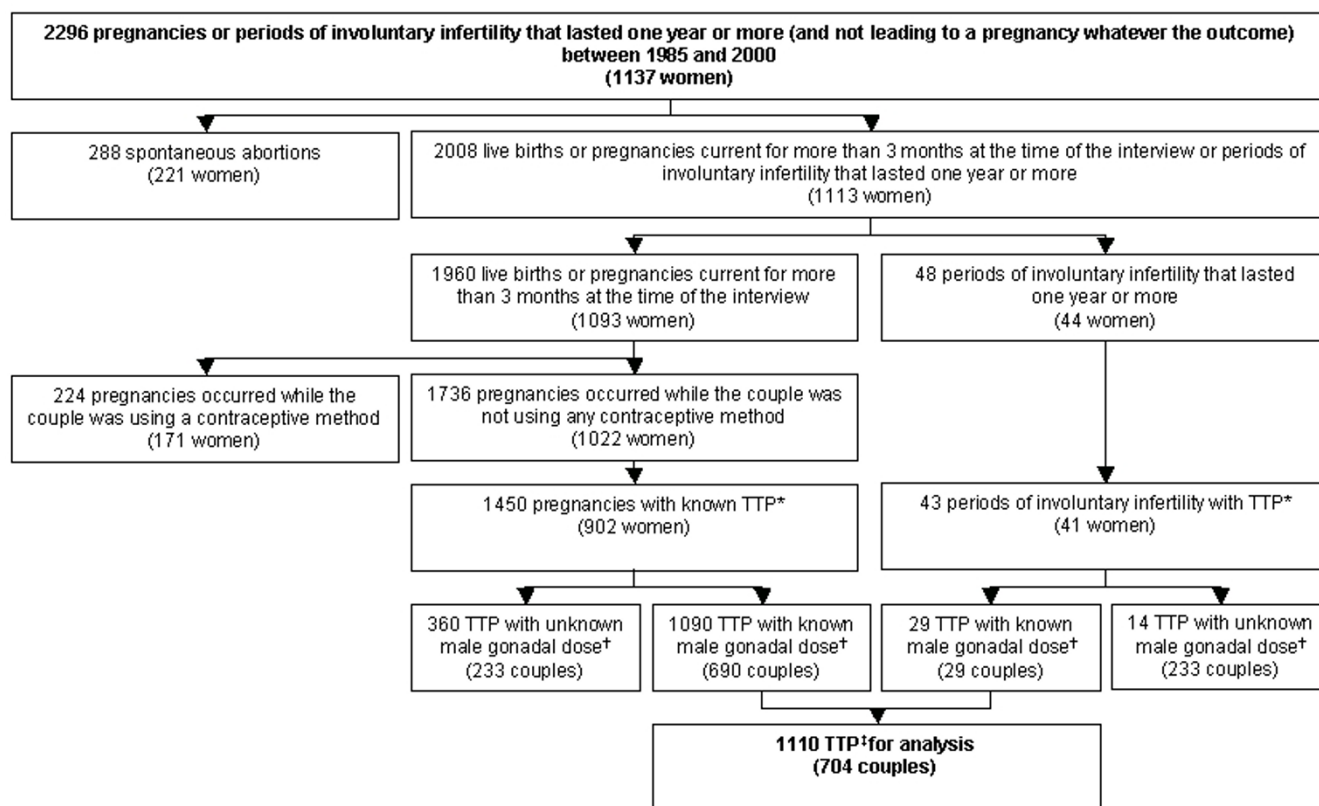 2296 pregnancies or periods of involuntary infertility that lasted one year or more (and not leading to a pregnancy whatever the outcome)
between 1985 and 2000
(1137 women)
288 spontaneous abortions
(221 women)
2008 live births or pregnancies current for more than 3 months at the time of the interview or periods of
involuntary infertility that lasted one year or more
(1113 women)
1960 live births or pregnancies current for more
than 3 months at the time of the interview
(1093 women)
48 periods of involuntary infertility that lasted
one year or more
(44 women)
224 pregnancies occurred while the
couple was using a contraceptive method
(171 women)
1736 pregnancies occurred while the couple was
not using any contraceptive method
(1022 women)
1450 pregnancies with known TTP*
(902 women)
43 periods of involuntary infertility with TTP*
(41 women)
360 TTP with unknown
male gonadal dose†
(233 couples)
1090 TTP with known
male gonadal dose†
(690 couples)
29 TTP with known
male gonadal dose†
(29 couples)
14 TTP with unknown
male gonadal dose†
(233 couples)
1110 TTP‡for analysis
(704 couples)